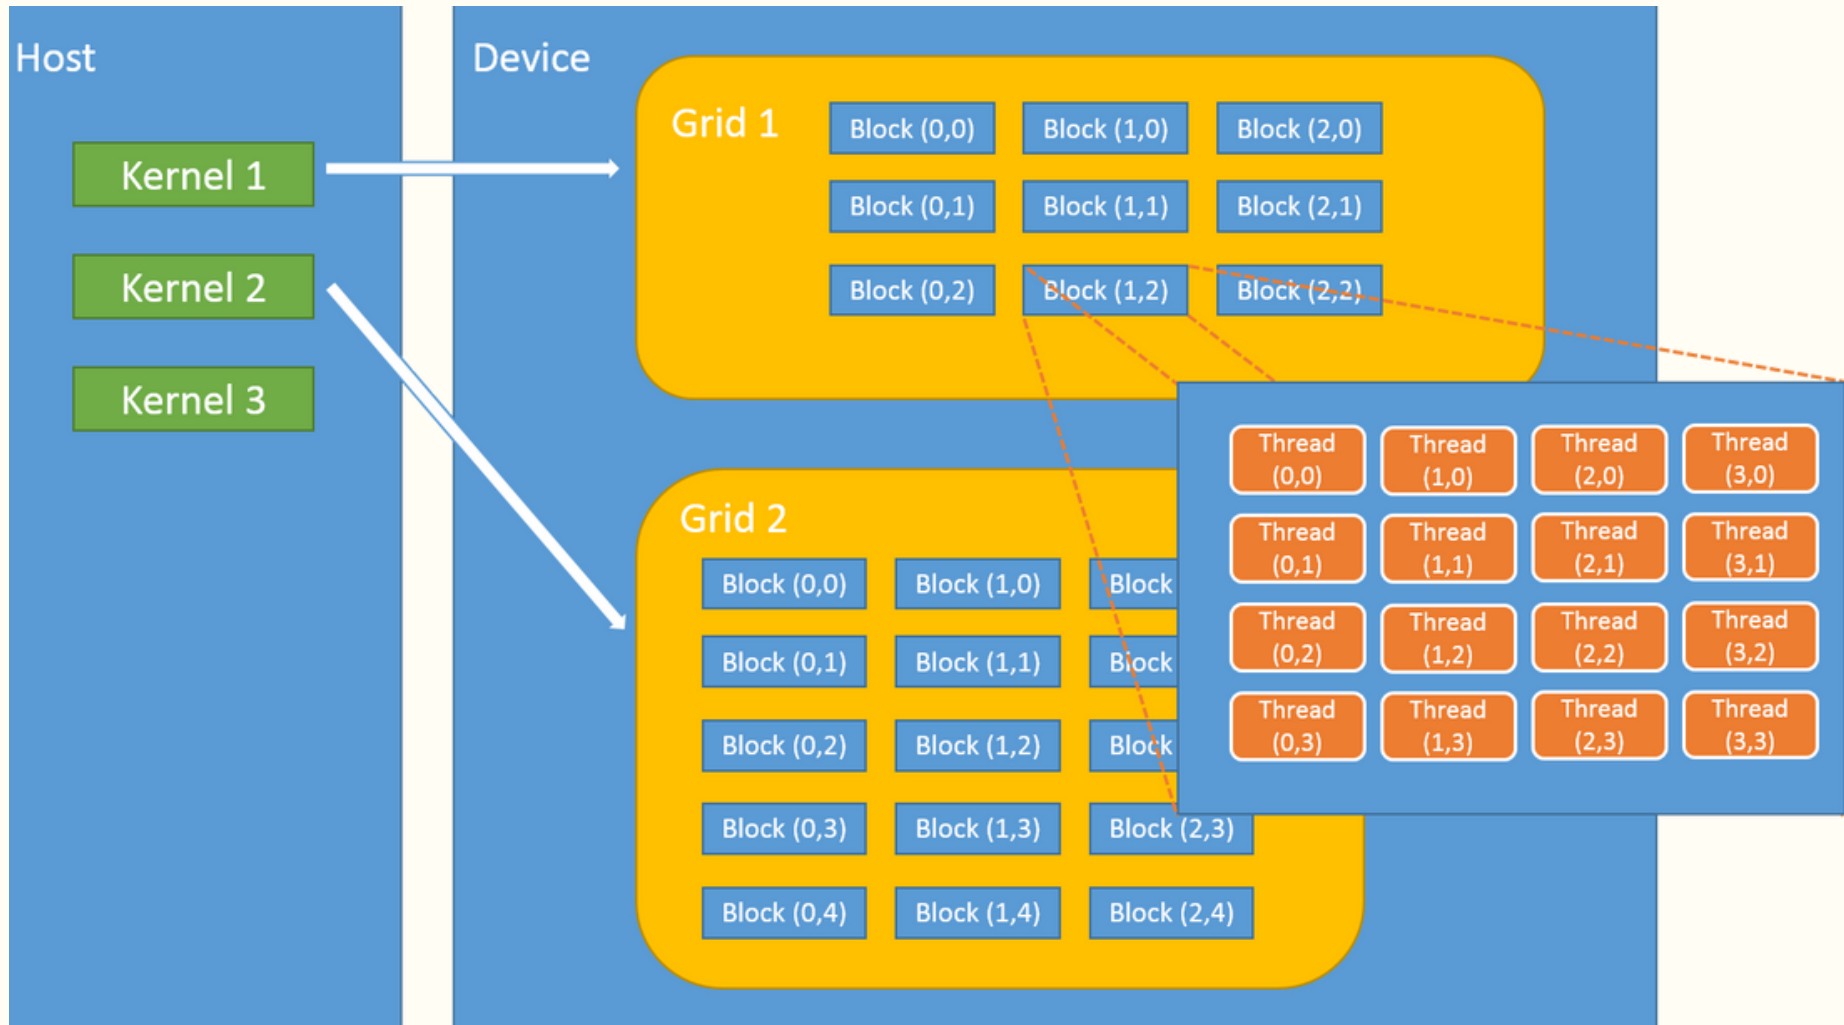 Host
Kernel 1
Kernel 2
Kernel 3
Device
Grid 1
Block (0,0)
Block (1,0)
Block (2,0)
Block (0,1)
Block (1,1)
Block (2,1)
Block (0,2)
Block (1,2)
Block (2,2)
Grid 2
Block (0,0)
Block (1,0)
Block
Block (0,1)
Block (1,1)
Block
Block (0,2)
Block (1,2)
Block
Block (0,3)
Block (1,3)
Block (2,3)
Block (0,4)
Block (1,4)
Block (2,4)
Thread
(0,0)
Thread
(1,0)
Thread
(2,0)
Thread
(3,0)
Thread
(0,1)
Thread
(1,1)
Thread
(2,1)
Thread
(3,1)
Thread
(0,2)
Thread
(1,2)
Thread
(2,2)
Thread
(3,2)
Thread
(0,3)
Thread
(1,3)
Thread
(2,3)
Thread
(3,3)